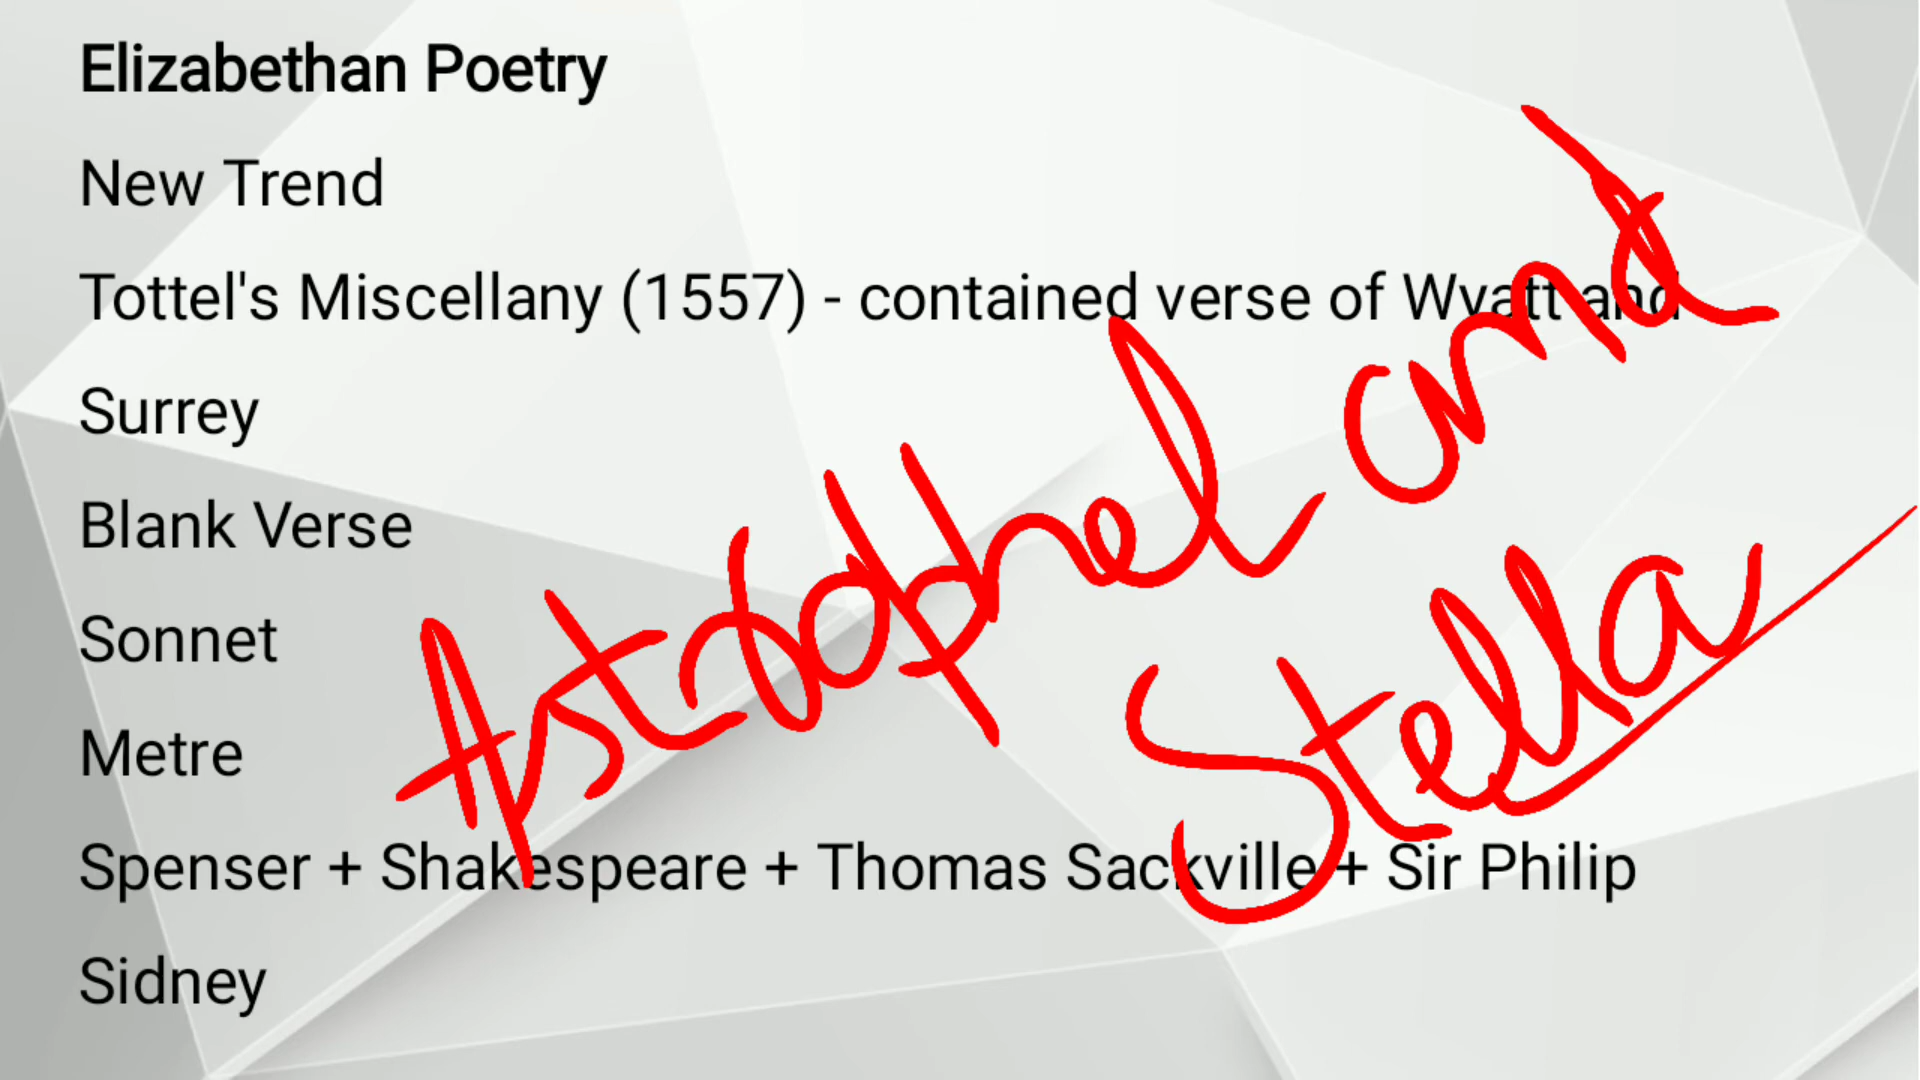 Elizabethan Poetry
New Trend
Tottel's Miscellany (1557) - contained verse of Wyatt and
Surrey
Blank Verse
Sonnet
Metre
Spenser + Shakespeare + Thomas Sackville + Sir Philip
Sidney
Astrophel and
Stella